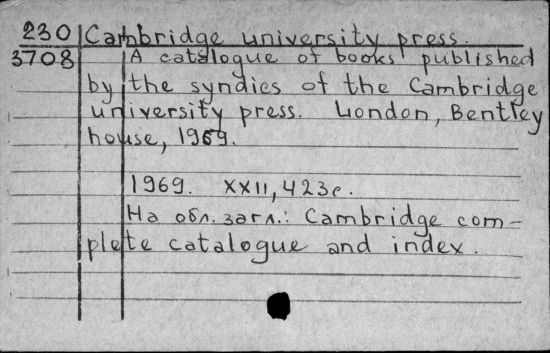 230 Cambridge university press.
3708 A catalogue of books published
by the syndics of the Cambridge
university press. London, Bentley
house, 1969.
1969. XXII, 423 с.
На обл. загл.: Cambridge com-
plete catalogue and index.